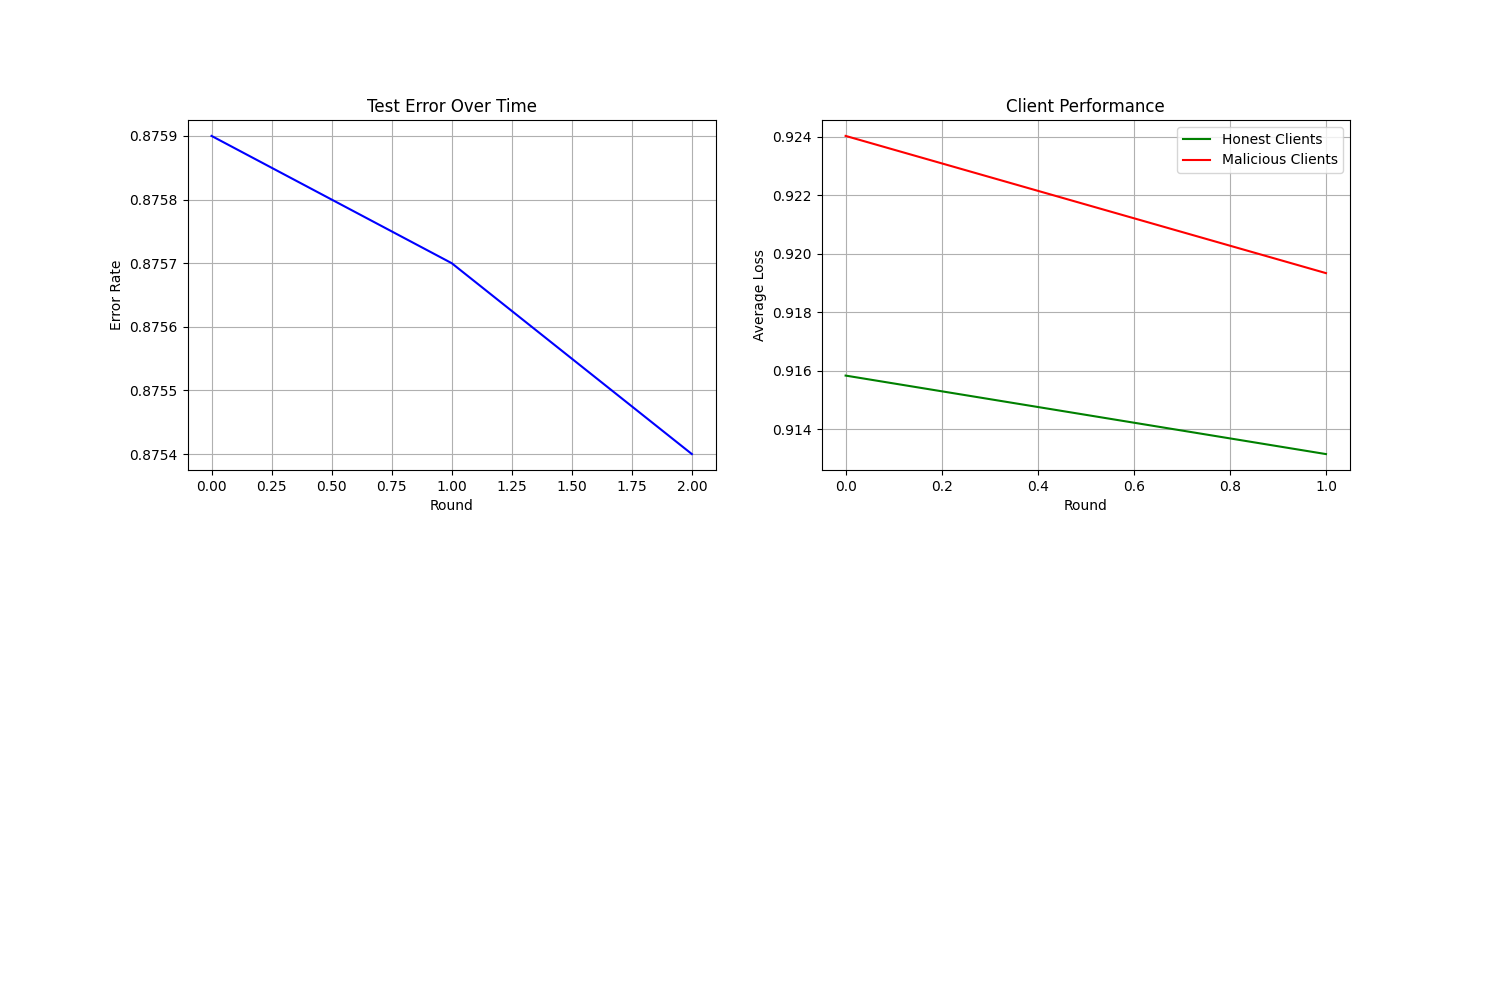 Test Error Over Time
Error Rate
0.8759
0.8758
0.8757
0.8756
0.8755
0.8754
0.00 0.25 0.50 0.75 1.00 1.25 1.50 1.75 2.00
Round
Client Performance
Honest Clients
Malicious Clients
Average Loss
0.924
0.922
0.920
0.918
0.916
0.914
0.0 0.2 0.4 0.6 0.8 1.0
Round